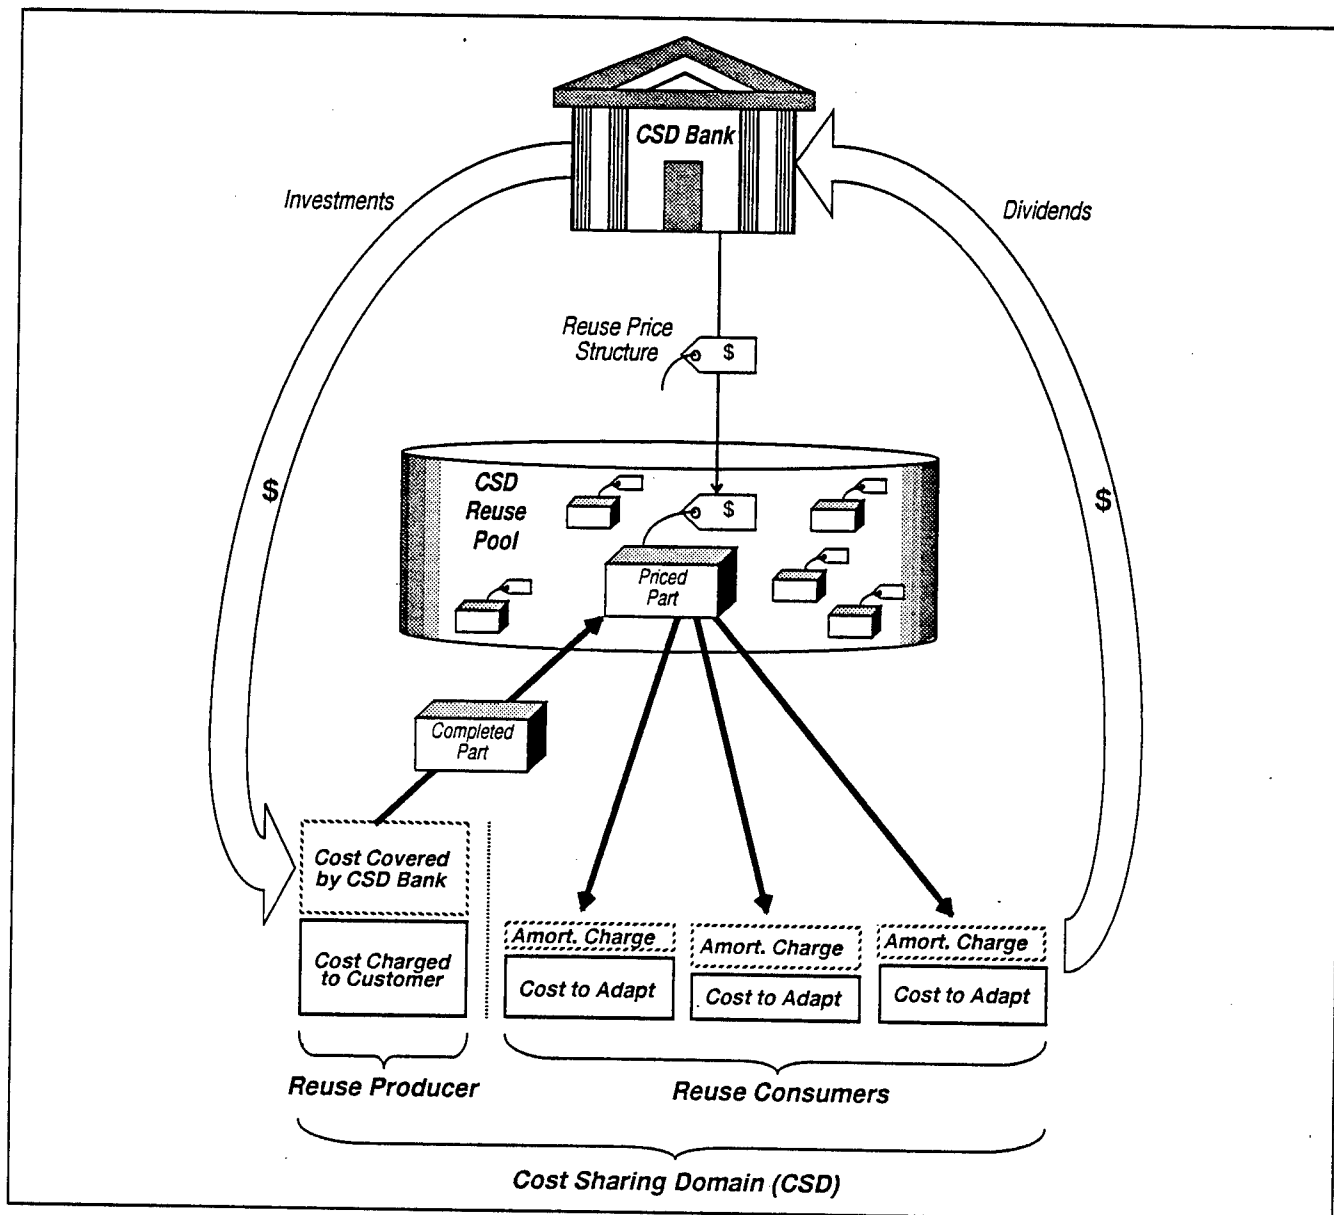 CSD Bank
Investments
Dividends
Reuse Price
Structure
$
CSD
Reuse
Pool
$
$
$
Priced
Part
Completed
Part
Cost Covered
by CSD Bank
Cost Charged
to Customer
Amort. Charge
Amort. Charge
Amort. Charge
Cost to Adapt
Cost to Adapt
Cost to Adapt
Reuse Producer
Reuse Consumers
Cost Sharing Domain (CSD)